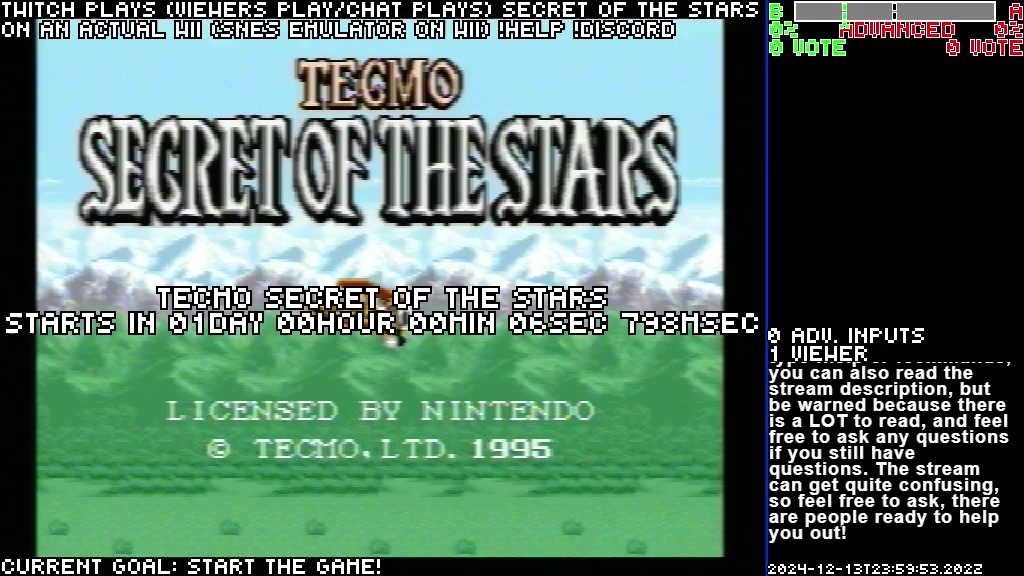 TWITCH PLAYS (VIEWERS PLAY/CHAT PLAYS) SECRET OF THE STARS
ON AN ACTUAL WII (SNES EMULATOR ON WII) !HELP !DISCORD
B
A
0%
ADVANCED
0%
0 VOTE
0 VOTE
TECMO
SECRET OF THE STARS
TECMO SECRET OF THE STARS
STARTS IN 01DAY 00HOUR 00MIN 06SEC 798MSEC
LICENSED BY NINTENDO
© TECMO,LTD. 1995
CURRENT GOAL: START THE GAME!
0 ADV. INPUTS
1 VIEWER
you can also read the
stream description, but
be warned because there
is a LOT to read, and feel
free to ask any questions
if you still have
questions. The stream
can get quite confusing,
so feel free to ask, there
are people ready to help
you out!
2024-12-13T23:59:53.202Z